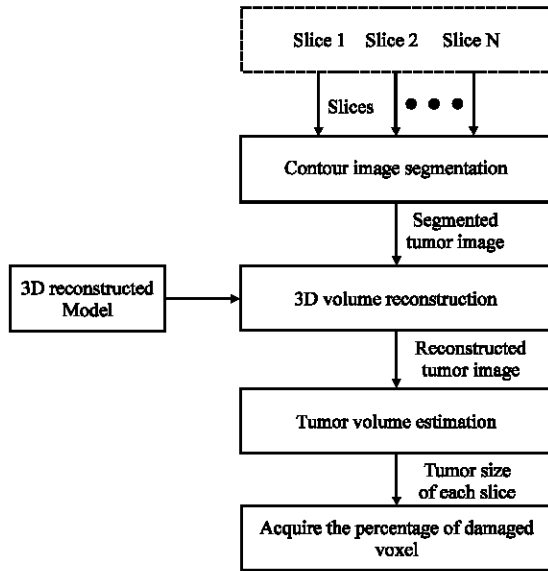 Slice 1 Slice 2 Slice N
Slices
Contour image segmentation
Segmented
tumor image
3D reconstructed
Model
3D volume reconstruction
Reconstructed
tumor image
Tumor volume estimation
Tumor size
of each slice
Acquire the percentage of damaged
voxel